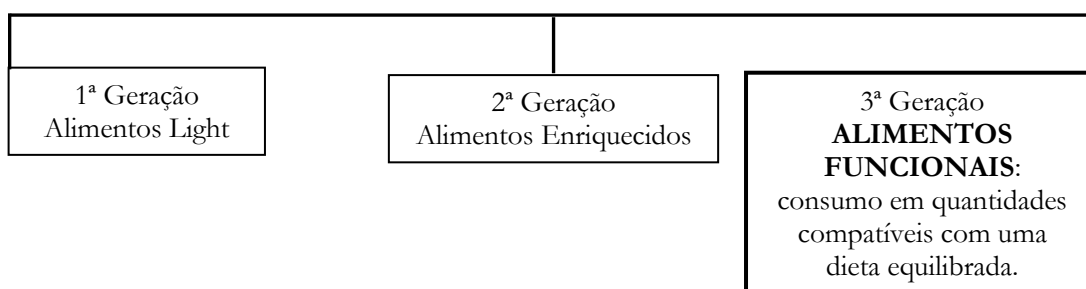 1ª Geração
Alimentos Light
2ª Geração
Alimentos Enriquecidos
3ª Geração
ALIMENTOS
FUNCIONAIS:
consumo em quantidades
compatíveis com uma
dieta equilibrada.